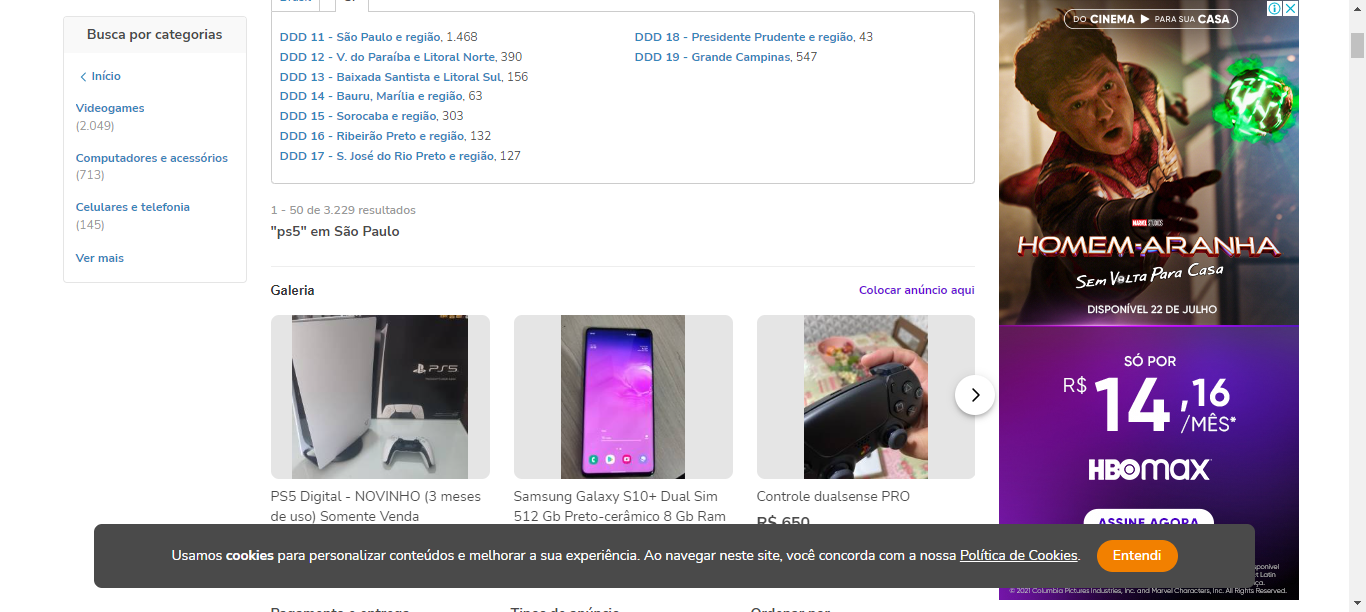 Busca por categorias
Início
Videogames
(2.049)
Computadores e acessórios
(713)
Celulares e telefonia
(145)
Ver mais
DDD 11 - São Paulo e região, 1.468
DDD 12 - V. do Paraíba e Litoral Norte, 390
DDD 13 - Baixada Santista e Litoral Sul, 156
DDD 14 - Bauru, Marília e região, 63
DDD 15 - Sorocaba e região, 303
DDD 16 - Ribeirão Preto e região, 132
DDD 17 - S. José do Rio Preto e região, 127
DDD 18 - Presidente Prudente e região, 43
DDD 19 - Grande Campinas, 547
1 - 50 de 3.229 resultados
"ps5" em São Paulo
Galeria
Colocar anúncio aqui
PS5
PS5 Digital - NOVINHO (3 meses
de uso) Somente Venda
Samsung Galaxy S10+ Dual Sim
512 Gb Preto-cerâmico 8 Gb Ram
Controle dualsense PRO
R$ 650
Usamos cookies para personalizar conteúdos e melhorar a sua experiência. Ao navegar neste site, você concorda com a nossa Política de Cookies.
Entendi
DO CINEMA PARA SUA CASA
MARVEL STUDIOS
HOMEM-ARANHA
SEM VOLTA PARA CASA
DISPONÍVEL 22 DE JULHO
SÓ POR
R$ 14,16
/MÊS*
HBOMAX
ASSINE AGORA
© 2021 Columbia Pictures Industries, Inc. and Marvel Characters, Inc. All Rights Reserved.